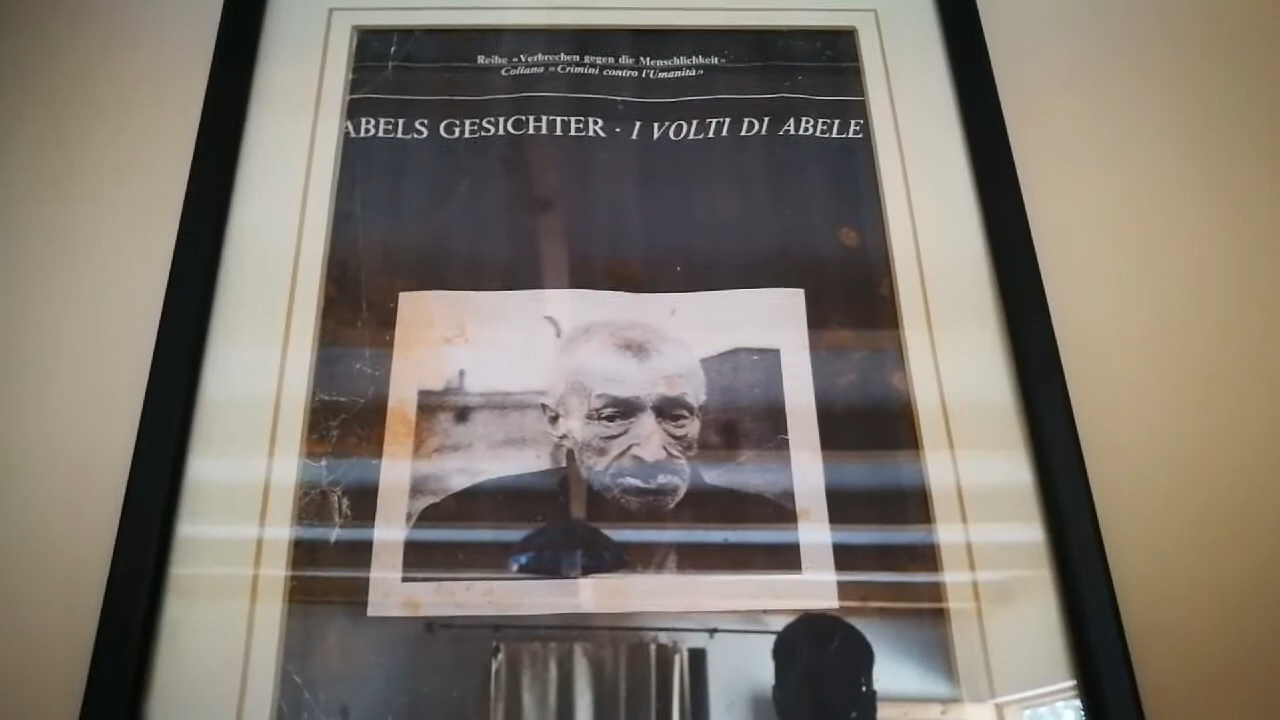 Reihe «Verbrechen gegen die Menschlichkeit»
Collana «Crimini contro l'Umanità»
ABELS GESICHTER · I VOLTI DI ABELE